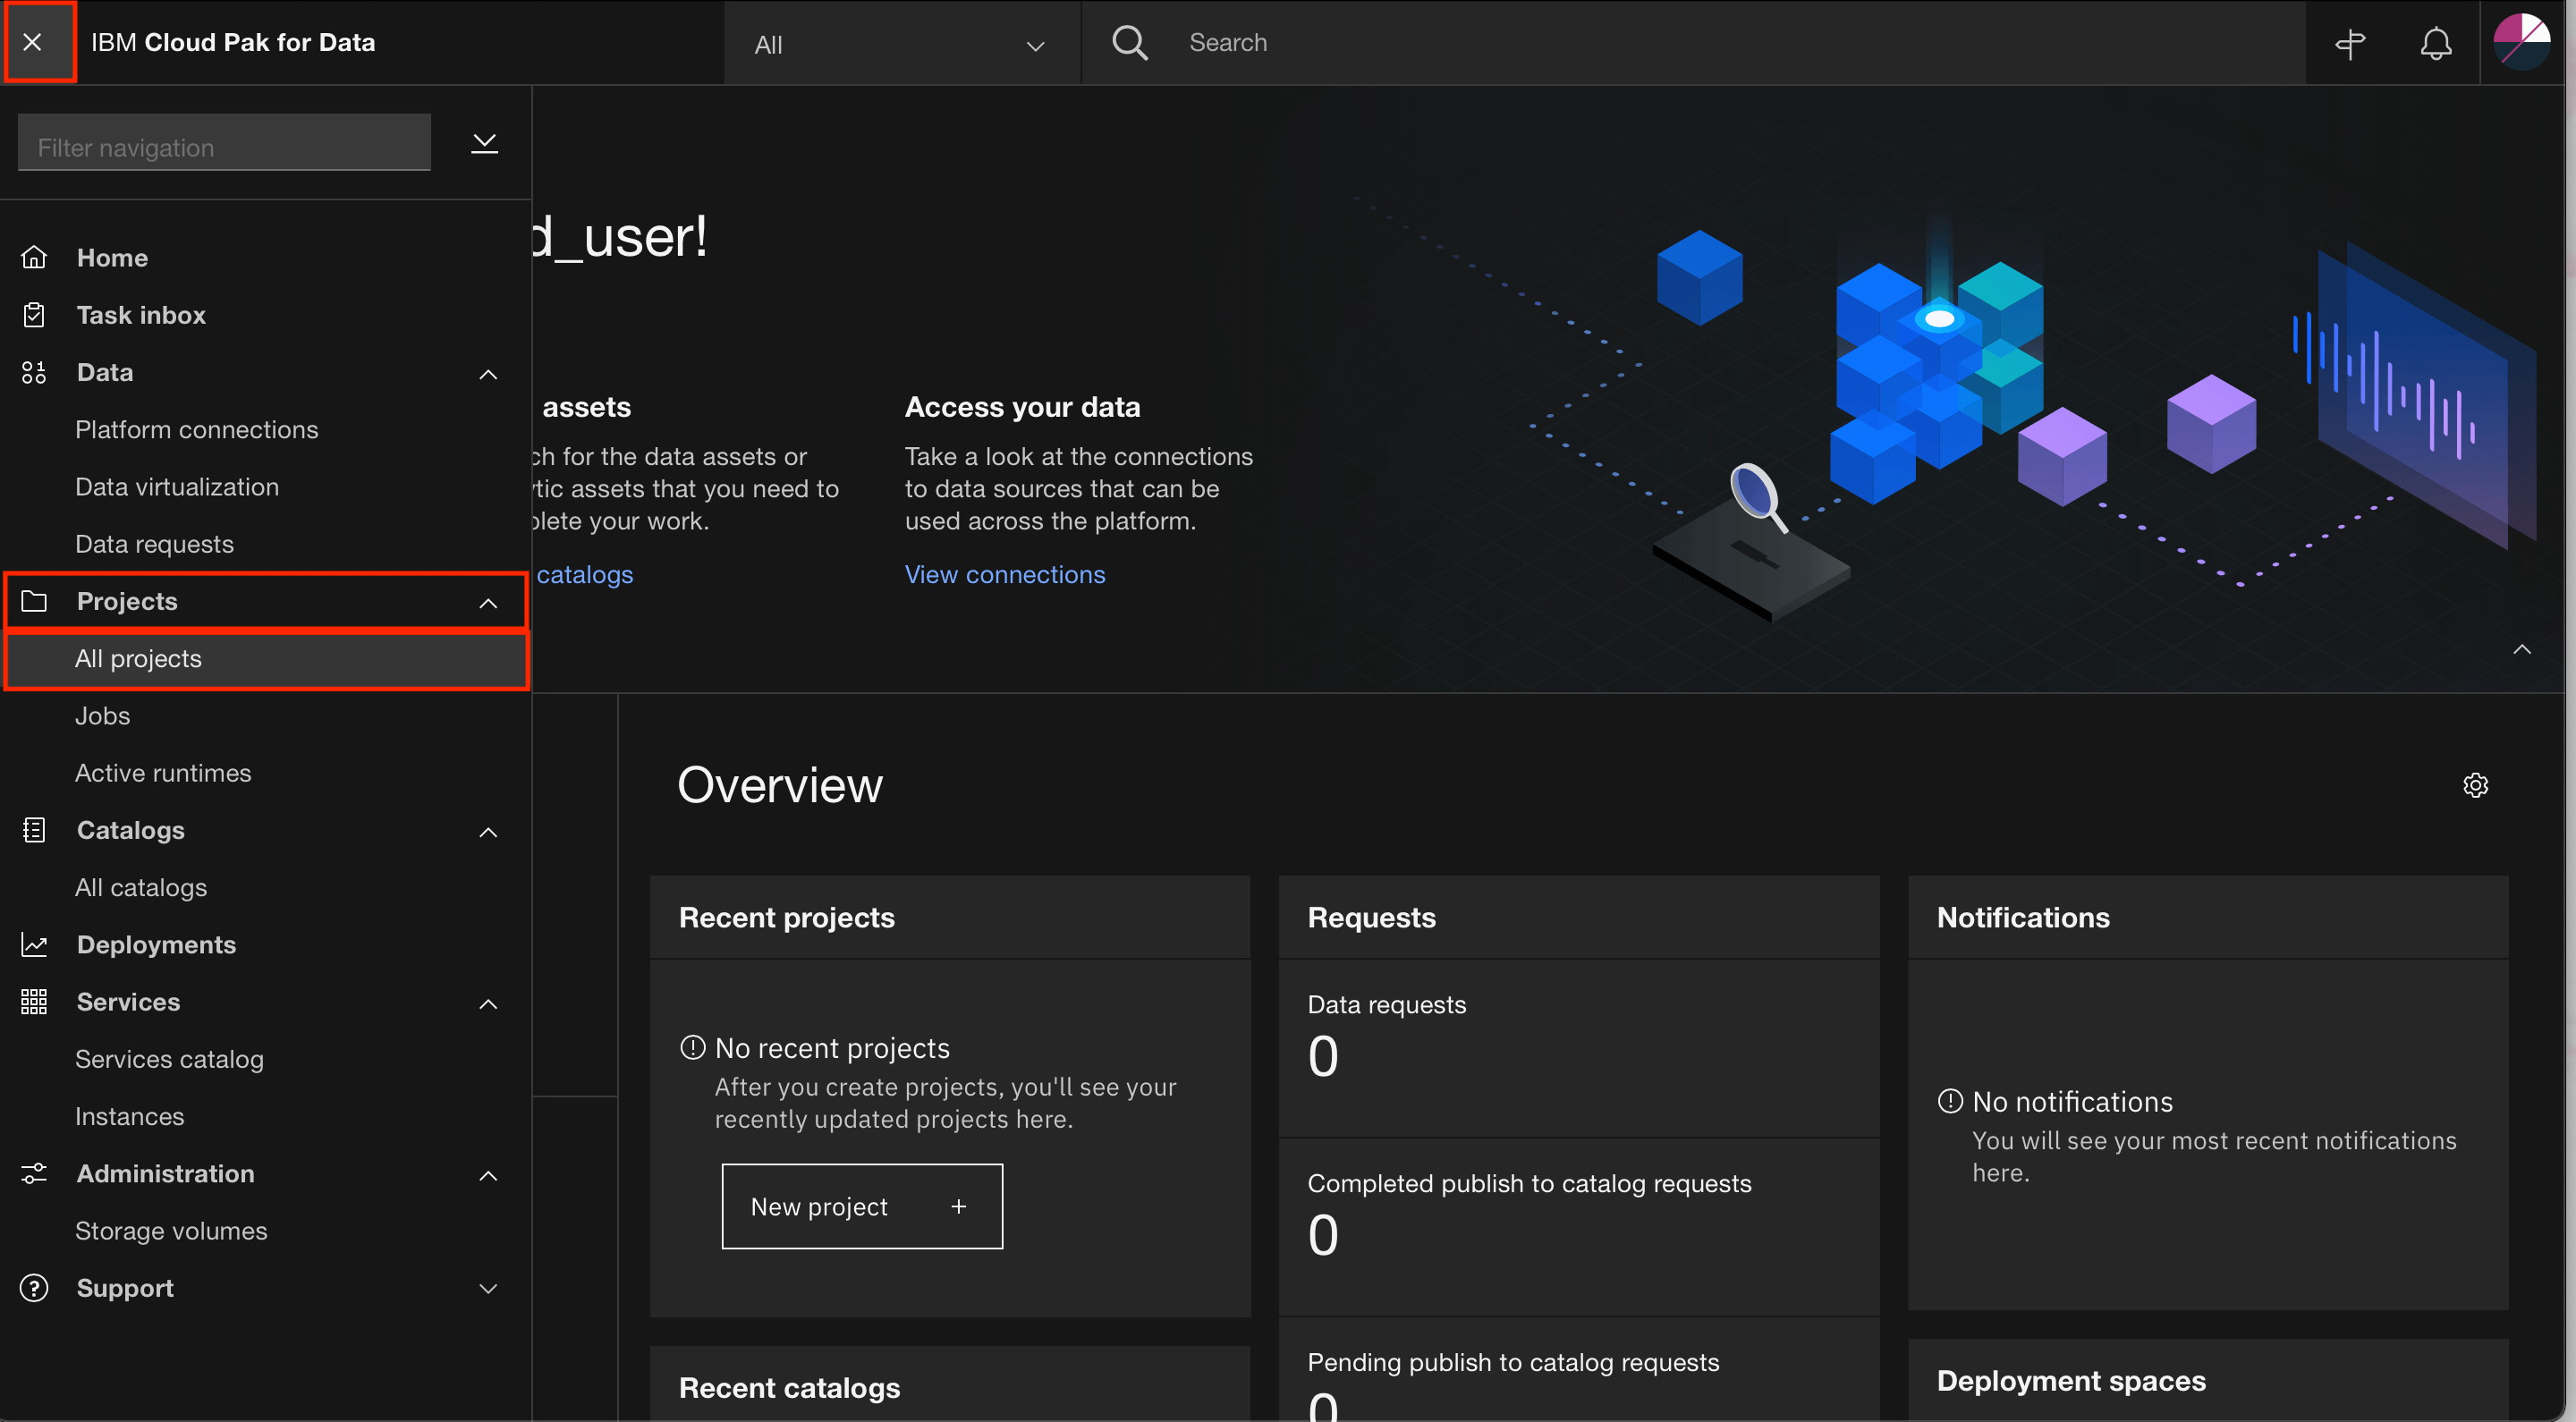 IBM Cloud Pak for Data
All
Search
Filter navigation
Home
Task inbox
Data
Platform connections
Data virtualization
Data requests
Projects
All projects
Jobs
Active runtimes
Catalogs
All catalogs
Deployments
Services
Services catalog
Instances
Administration
Storage volumes
Support
d_user!
assets
ch for the data assets or
tic assets that you need to
plete your work.
catalogs
Access your data
Take a look at the connections
to data sources that can be
used across the platform.
View connections
Overview
Recent projects
No recent projects
After you create projects, you'll see your
recently updated projects here.
New project +
Recent catalogs
Requests
Data requests
0
Completed publish to catalog requests
0
Pending publish to catalog requests
0
Notifications
No notifications
You will see your most recent notifications
here.
Deployment spaces